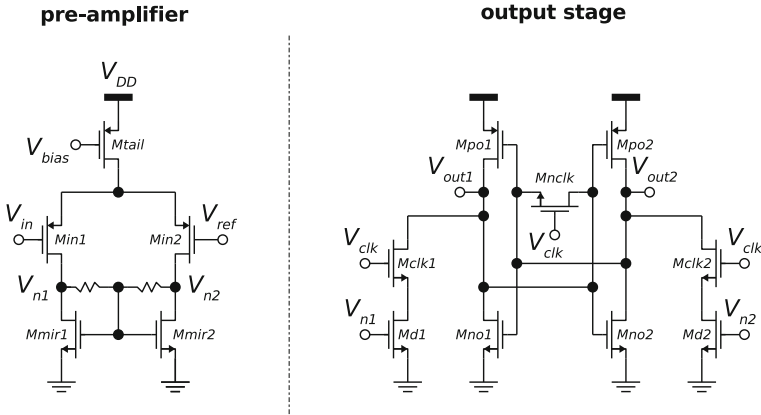 pre-amplifier
output stage
V_DD
V_bias
Mtail
V_in
V_ref
Min1
Min2
V_n1
V_n2
Mmir1
Mmir2
Mpo1
Mpo2
V_out1
Mnclk
V_out2
V_clk
V_clk
V_clk
Mclk1
Mclk2
V_n1
V_n2
Md1
Mno1
Mno2
Md2